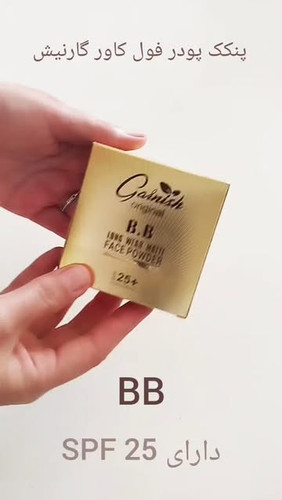 پنکک پودر فول کاور گارنیش
Garnish
original
B.B
LONG WEAR MATTE
FACE POWDER
25+
BB
دارای SPF 25